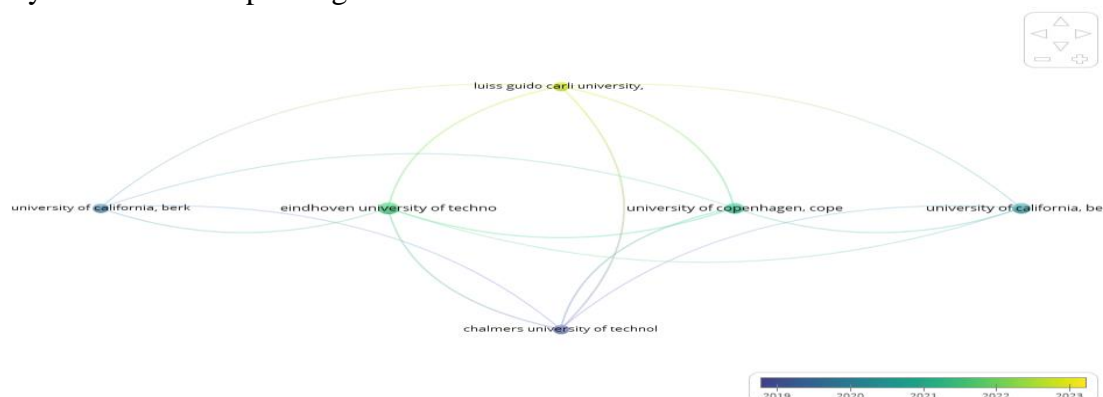 luiss guido carli university,
university of california, berk
eindhoven university of techno
university of copenhagen, cope
university of california, be
chalmers university of technol
2019 2020 2021 2022 2023